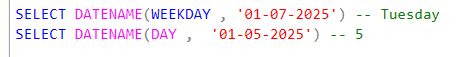 SELECT DATENAME(WEEKDAY , '01-07-2025') -- Tuesday
SELECT DATENAME(DAY ,  '01-05-2025') -- 5